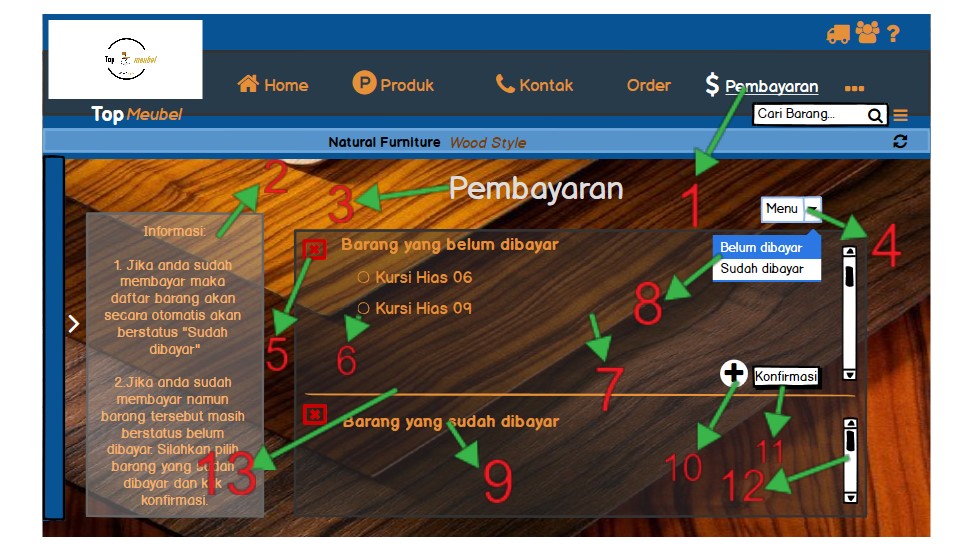 Top meubel
Home
P Produk
Kontak
Order
$ Pembayaran
Top Meubel
Cari Barang...
Natural Furniture Wood Style
Pembayaran
1
2
3
Menu
4
Belum dibayar
Sudah dibayar
Informasi:
1. Jika anda sudah
membayar maka
daftar barang akan
secara otomatis akan
berstatus "Sudah
dibayar"
2.Jika anda sudah
membayar namun
barang tersebut masih
berstatus belum
dibayar. Silahkan pilih
barang yang sudah
dibayar dan klik
konfirmasi.
Barang yang belum dibayar
Kursi Hias 06
Kursi Hias 09
5
6
7
8
Konfirmasi
Barang yang sudah dibayar
9
10
11
12
13